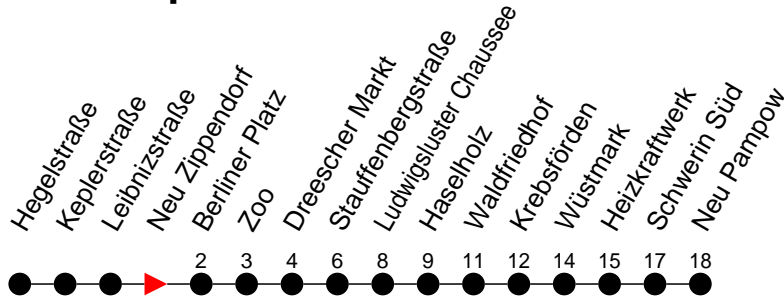 Hegelstraße
Keplerstraße
Leibnizstraße
Neu Zippendorf
Berliner Platz
Zoo
Dreescher Markt
Stauffenbergstraße
Ludwigsluster Chaussee
Haselholz
Waldfriedhof
Krebsförden
Wüstmark
Heizkraftwerk
Schwerin Süd
Neu Pampow
2 3 4 6 8 9 11 12 14 15 17 18